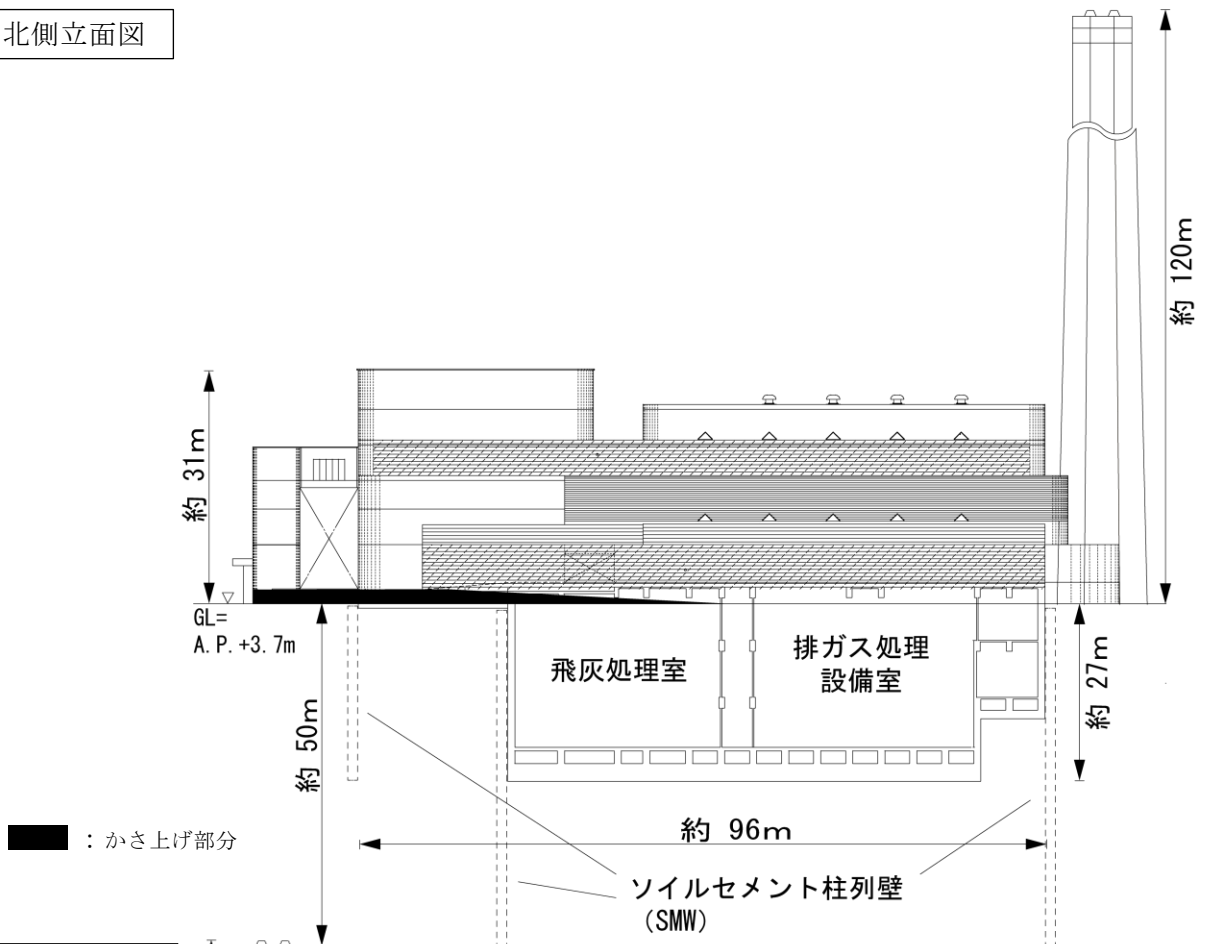 北側立面図
約 120m
約 31m
GL=
A.P.+3.7m
飛灰処理室
排ガス処理
設備室
約 27m
約 50m
：かさ上げ部分
約 96m
ソイルセメント柱列壁
(SMW)